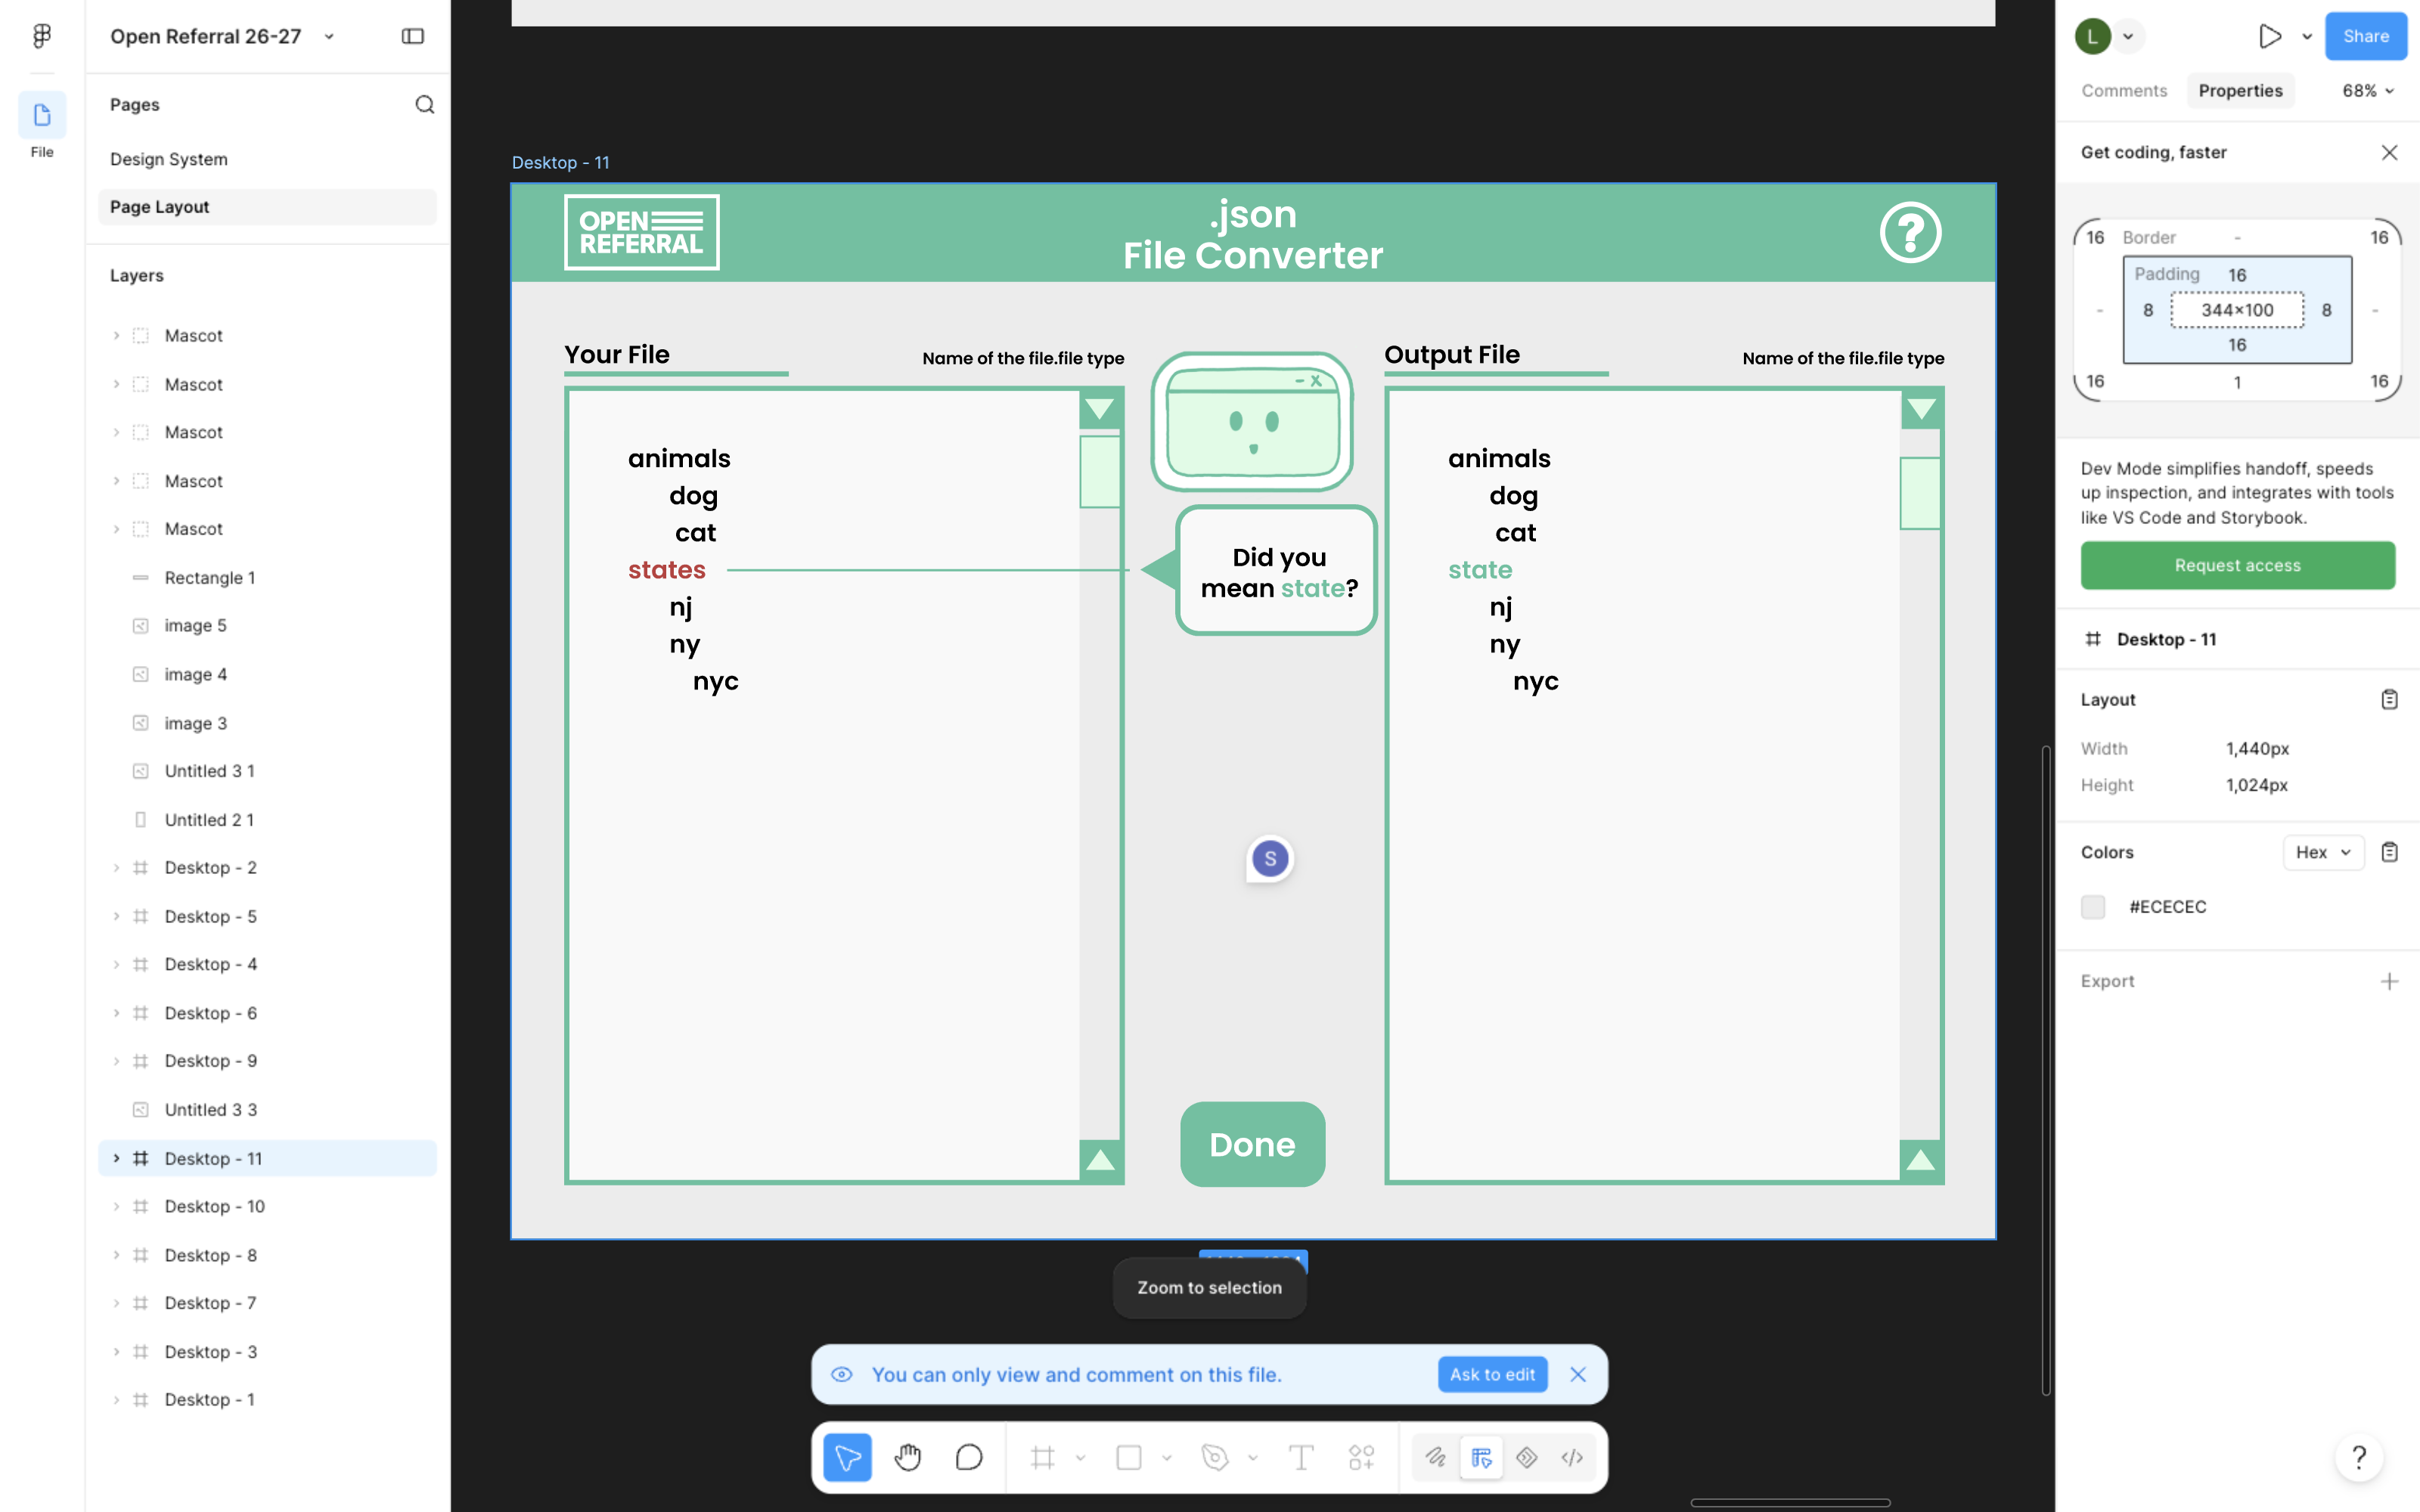 Open Referral 26-27
File
Pages
Design System
Page Layout
Layers
Mascot
Mascot
Mascot
Mascot
Mascot
Rectangle 1
image 5
image 4
image 3
Untitled 3 1
Untitled 2 1
Desktop - 2
Desktop - 5
Desktop - 4
Desktop - 6
Desktop - 9
Untitled 3 3
Desktop - 11
Desktop - 10
Desktop - 8
Desktop - 7
Desktop - 3
Desktop - 1
Desktop - 11
OPEN
REFERRAL
.json
File Converter
?
Your File
Name of the file.file type
animals
dog
cat
states
nj
ny
nyc
- x
Did you
mean state?
S
Done
Output File
Name of the file.file type
animals
dog
cat
state
nj
ny
nyc
Zoom to selection
You can only view and comment on this file.
Ask to edit
L
Share
Comments
Properties
68%
Get coding, faster
16 Border - 16
Padding 16
- 8 344×100 8 -
16
16 1 16
Dev Mode simplifies handoff, speeds
up inspection, and integrates with tools
like VS Code and Storybook.
Request access
Desktop - 11
Layout
Width 1,440px
Height 1,024px
Colors
Hex
#ECECEC
Export
?